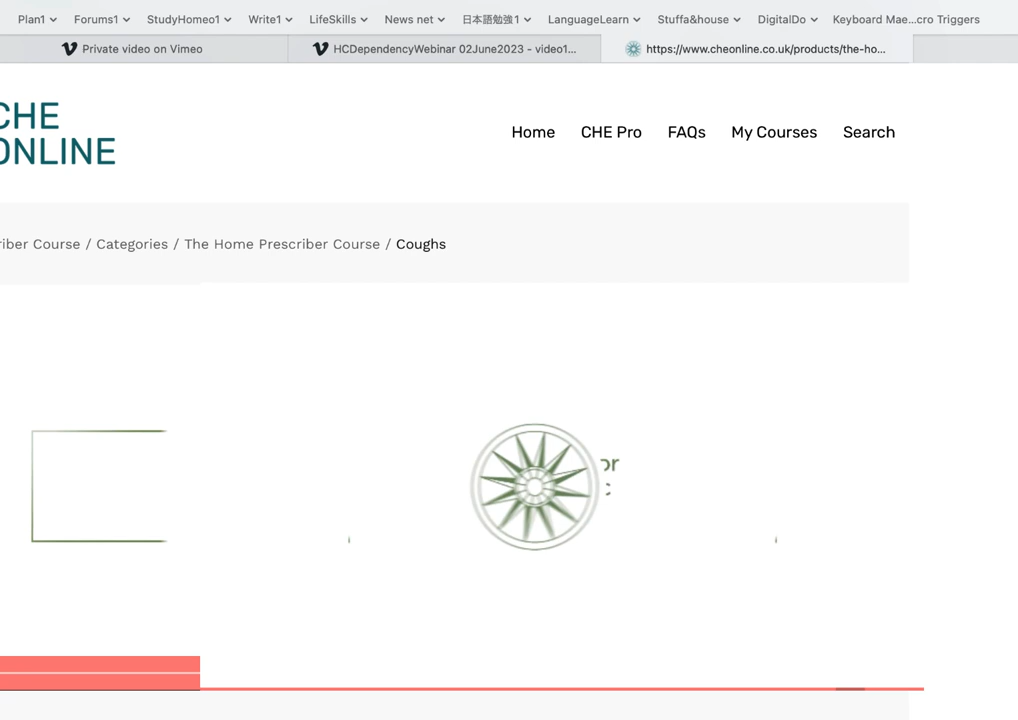 Plan1 Forums1 StudyHomeo1 Write1 LifeSkills News net 日本語勉強1 LanguageLearn Stuffa&house DigitalDo Keyboard Mae...cro Triggers
Private video on Vimeo HCDependencyWebinar 02June2023 - video1... https://www.cheonline.co.uk/products/the-ho...
CHE
ONLINE
Home CHE Pro FAQs My Courses Search
riber Course / Categories / The Home Prescriber Course / Coughs
or